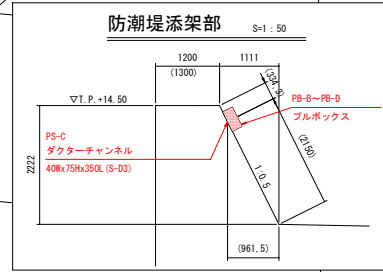 防潮堤添架部 S=1：50
1200 1111
(1300)
(334.3)
▽T.P.+14.50
PB-B～PB-D
プルボックス
PS-C
ダクターチャンネル
40Wx75Hx350L(S-D3)
2222
1:0.5
(2150)
(961.5)